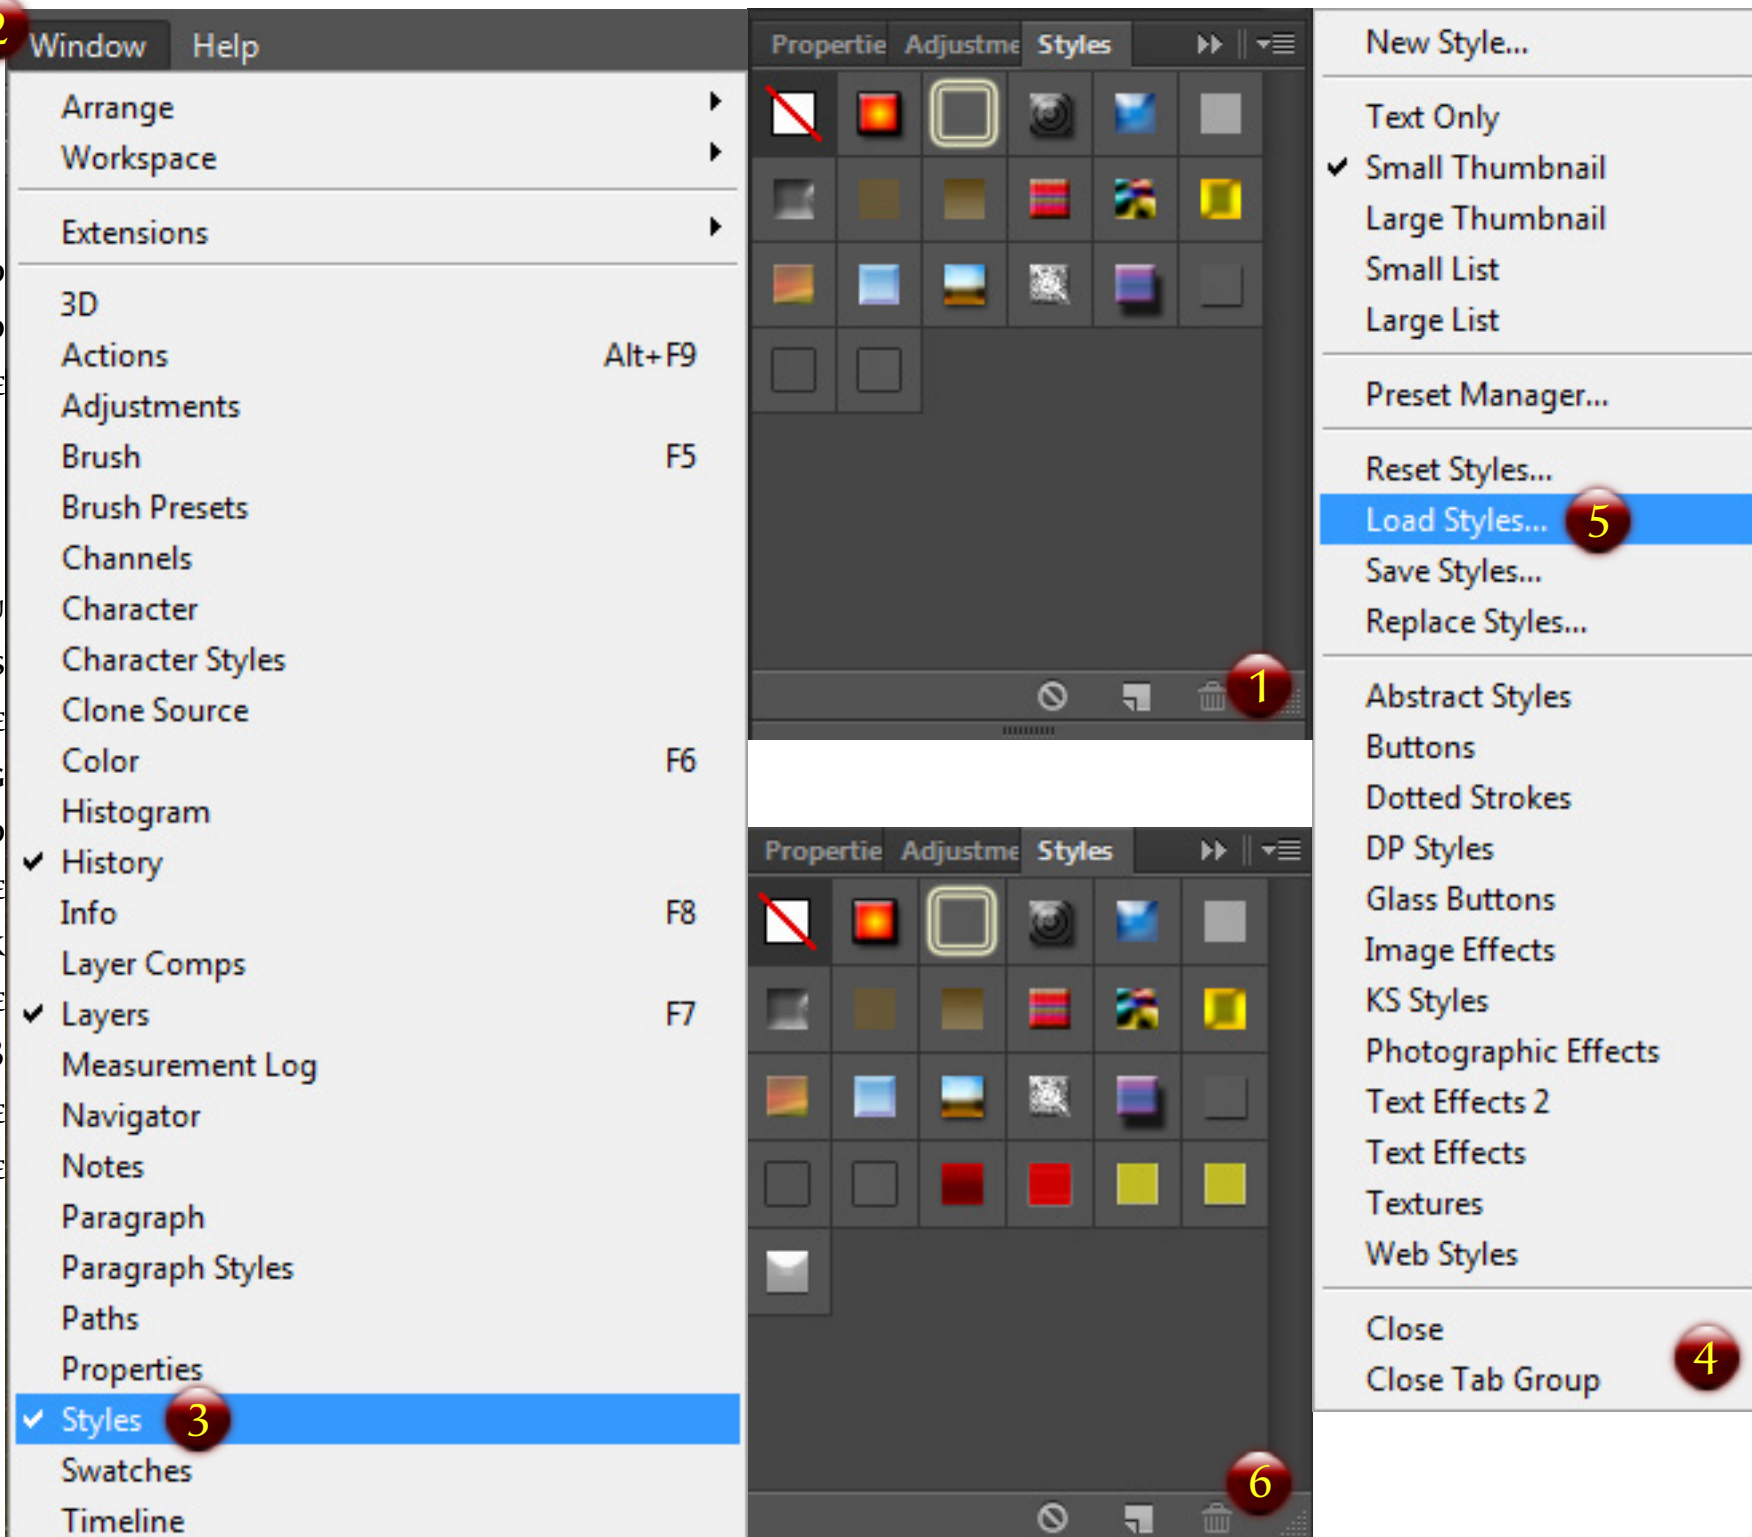 2
Window Help
Arrange
Workspace
Extensions
3D
Actions Alt+F9
Adjustments
Brush F5
Brush Presets
Channels
Character
Character Styles
Clone Source
Color F6
Histogram
History
Info F8
Layer Comps
Layers F7
Measurement Log
Navigator
Notes
Paragraph
Paragraph Styles
Paths
Properties
Styles 3
Swatches
Timeline
Propertie Adjustme Styles
1
Propertie Adjustme Styles
6
New Style...
Text Only
Small Thumbnail
Large Thumbnail
Small List
Large List
Preset Manager...
Reset Styles...
Load Styles... 5
Save Styles...
Replace Styles...
Abstract Styles
Buttons
Dotted Strokes
DP Styles
Glass Buttons
Image Effects
KS Styles
Photographic Effects
Text Effects 2
Text Effects
Textures
Web Styles
Close
4
Close Tab Group